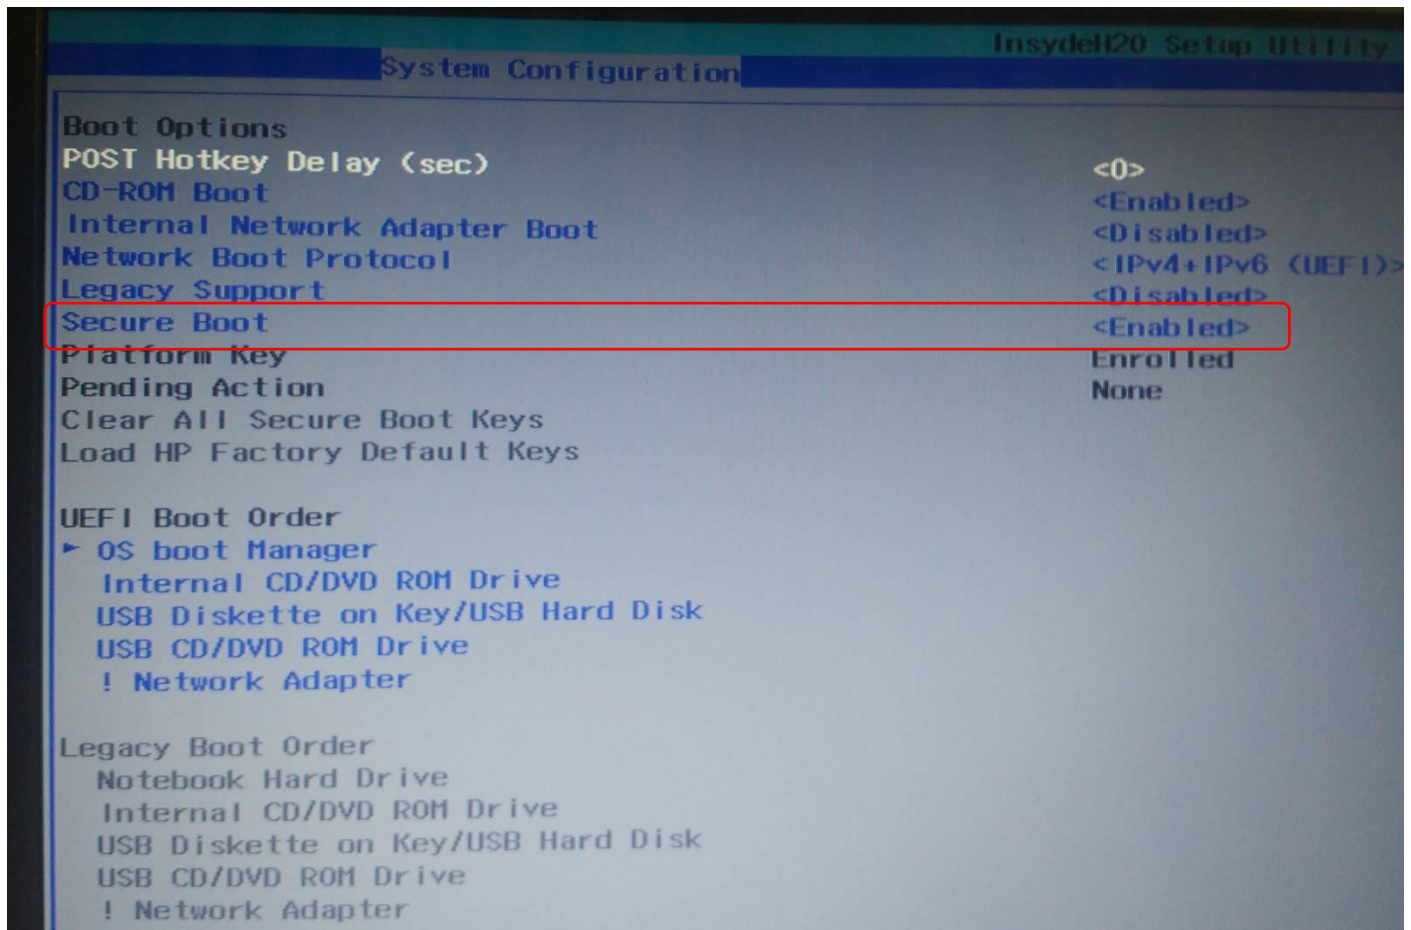 InsydeH20 Setup Utility
System Configuration
Boot Options
POST Hotkey Delay (sec) <0>
CD-ROM Boot <Enabled>
Internal Network Adapter Boot <Disabled>
Network Boot Protocol <IPv4+IPv6 (UEFI)>
Legacy Support <Disabled>
Secure Boot <Enabled>
Platform Key Enrolled
Pending Action None
Clear All Secure Boot Keys
Load HP Factory Default Keys
UEFI Boot Order
► OS boot Manager
Internal CD/DVD ROM Drive
USB Diskette on Key/USB Hard Disk
USB CD/DVD ROM Drive
! Network Adapter
Legacy Boot Order
Notebook Hard Drive
Internal CD/DVD ROM Drive
USB Diskette on Key/USB Hard Disk
USB CD/DVD ROM Drive
! Network Adapter